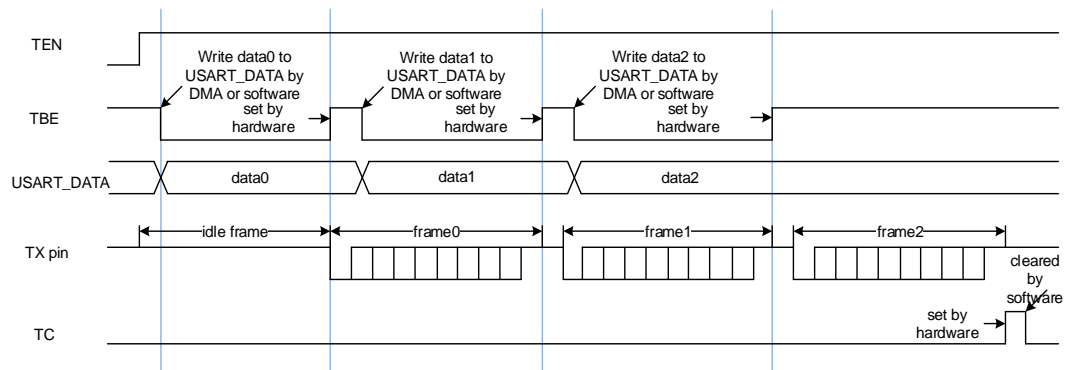 TEN
Write data0 to
USART_DATA by
DMA or software
Write data1 to
USART_DATA by
DMA or software
Write data2 to
USART_DATA by
DMA or software
TBE
set by
hardware
set by
hardware
set by
hardware
USART_DATA
data0
data1
data2
TX pin
idle frame
frame0
frame1
frame2
cleared
by
software
TC
set by
hardware